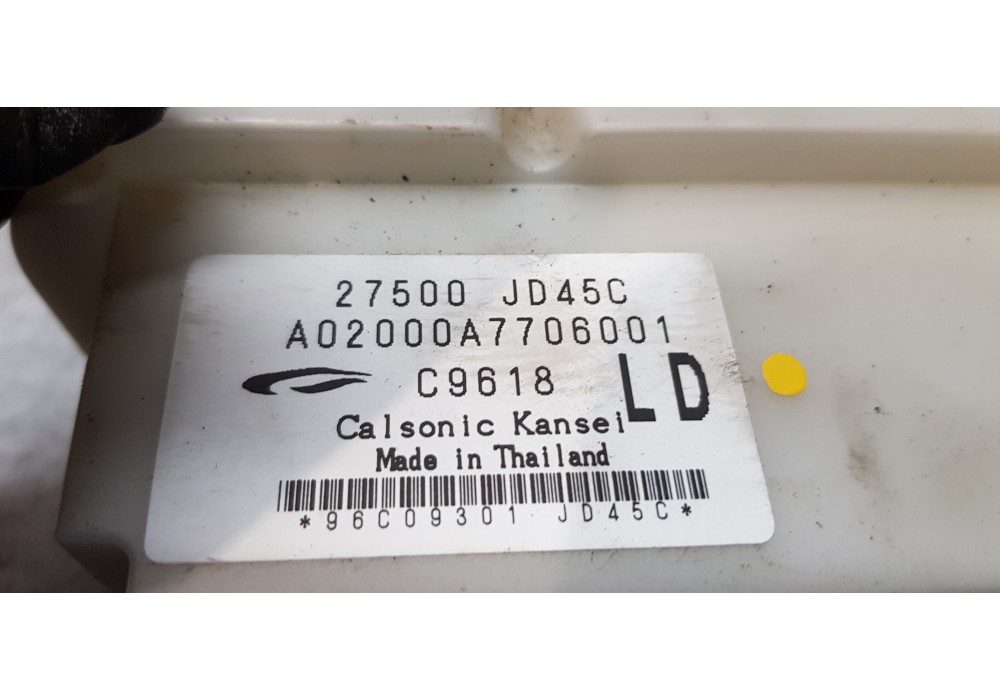 27500 JD45C
A02000A7706001
C9618 LD
Calsonic Kansei
Made in Thailand
*96C09301 JD45C*